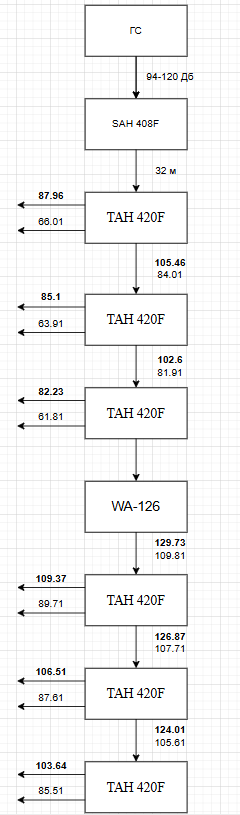 ГС
94-120 Дб
SAH 408F
32 м
87.96
66.01
TAH 420F
105.46
84.01
85.1
63.91
TAH 420F
102.6
81.91
82.23
61.81
TAH 420F
WA-126
129.73
109.81
109.37
89.71
TAH 420F
126.87
107.71
106.51
87.61
TAH 420F
124.01
105.61
103.64
85.51
TAH 420F